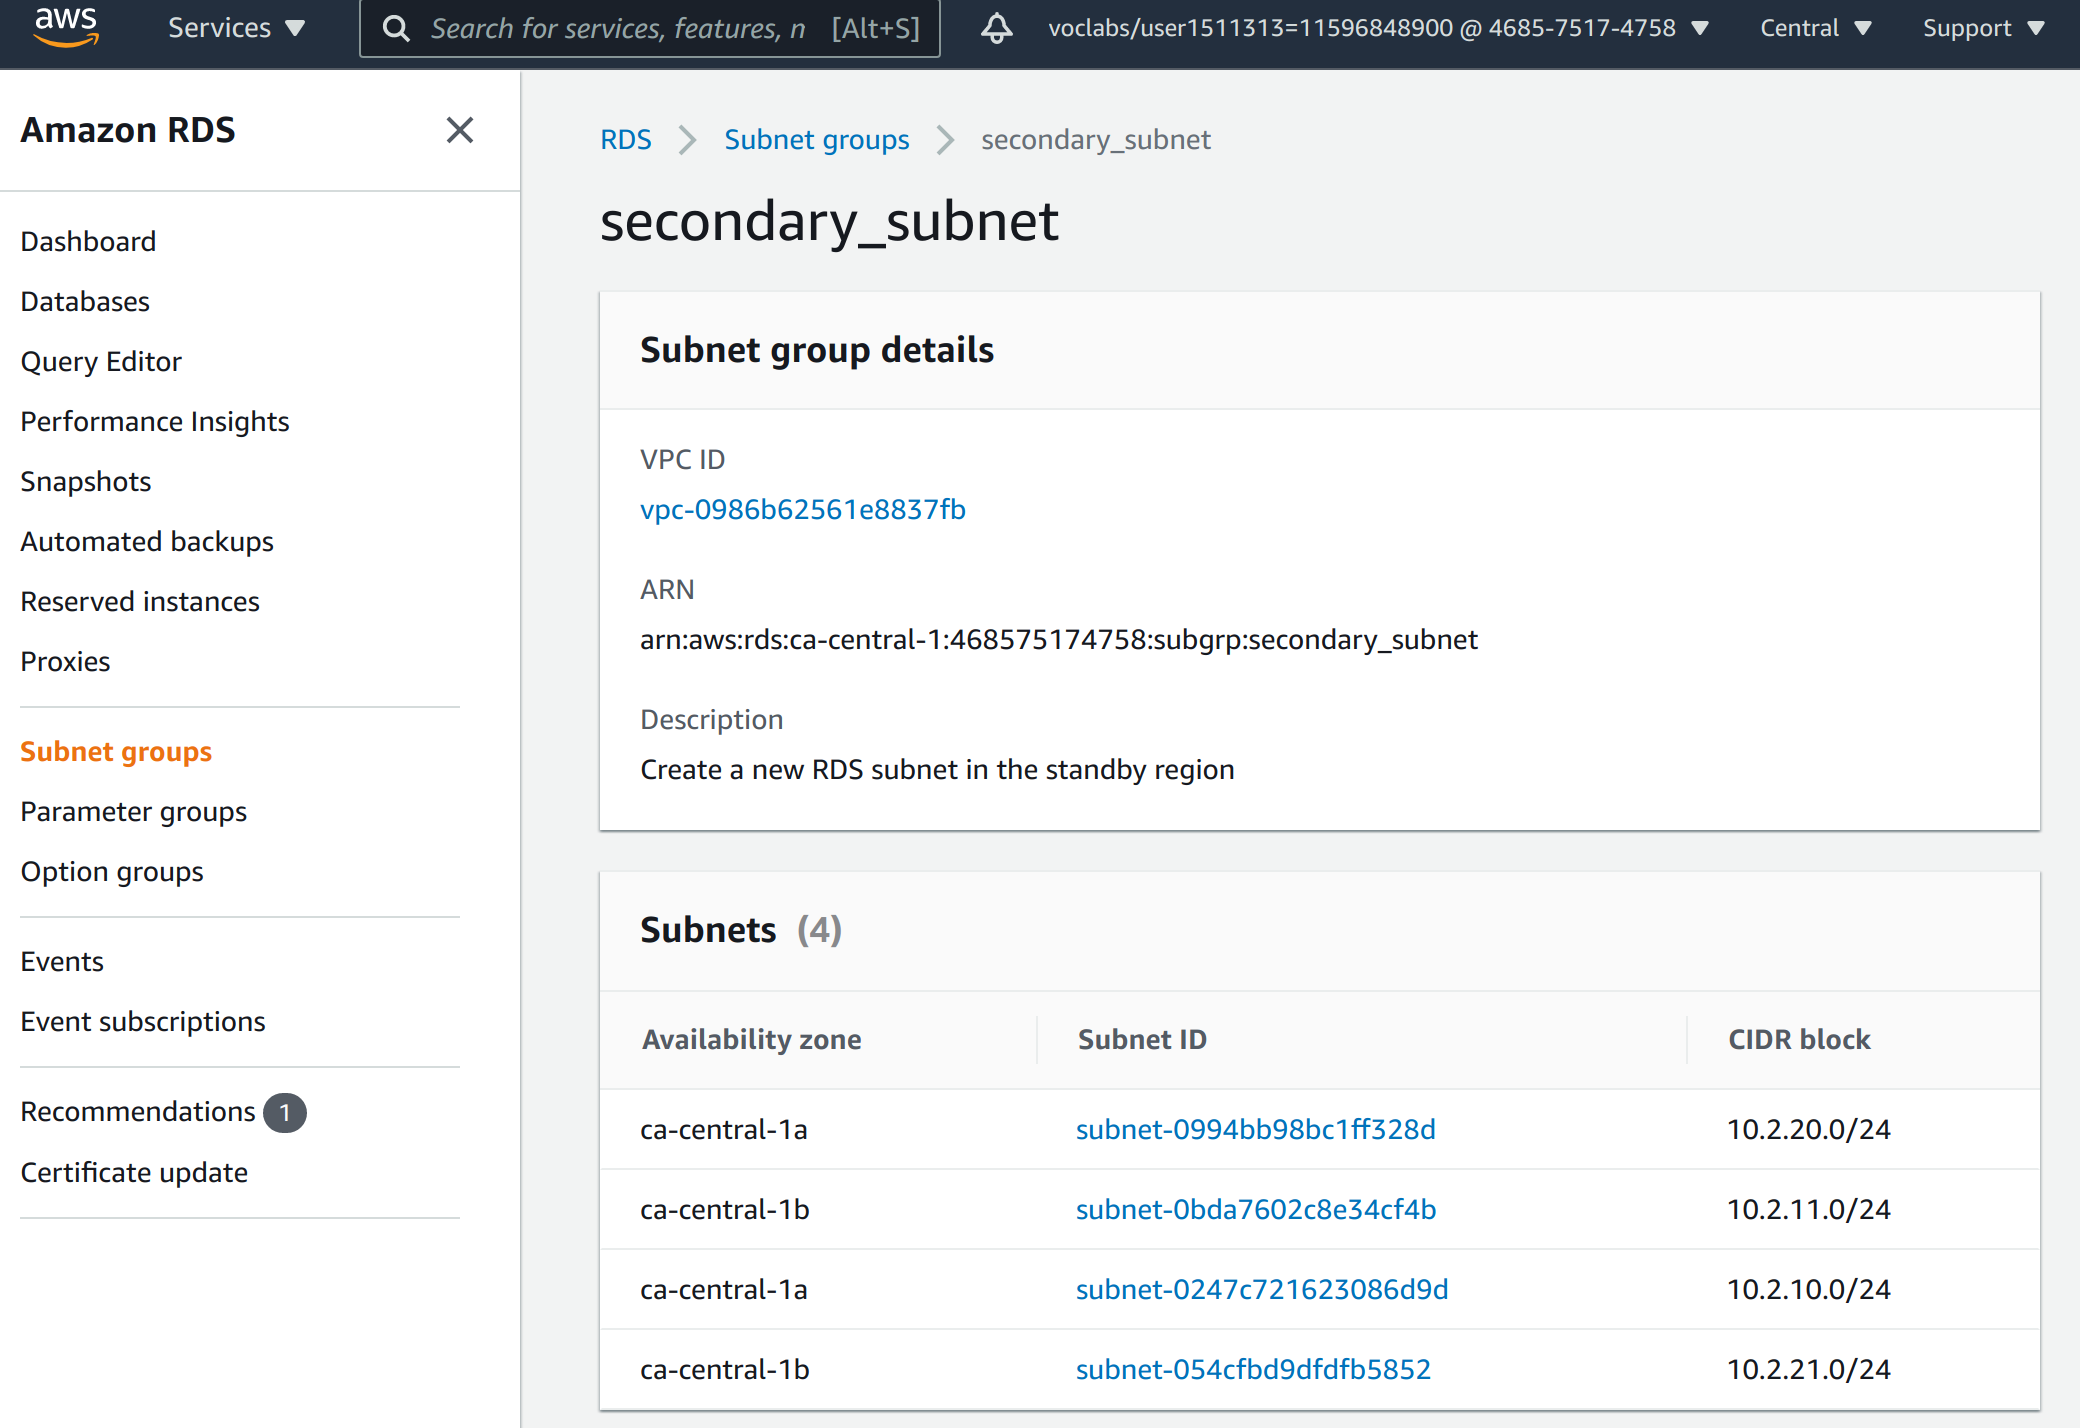 aws Services Search for services, features, n [Alt+S] voclabs/user1511313=11596848900 @ 4685-7517-4758 Central Support
Amazon RDS
Dashboard
Databases
Query Editor
Performance Insights
Snapshots
Automated backups
Reserved instances
Proxies
Subnet groups
Parameter groups
Option groups
Events
Event subscriptions
Recommendations 1
Certificate update
RDS > Subnet groups > secondary_subnet
secondary_subnet
Subnet group details
VPC ID
vpc-0986b62561e8837fb
ARN
arn:aws:rds:ca-central-1:468575174758:subgrp:secondary_subnet
Description
Create a new RDS subnet in the standby region
Subnets (4)
Availability zone Subnet ID CIDR block
ca-central-1a subnet-0994bb98bc1ff328d 10.2.20.0/24
ca-central-1b subnet-0bda7602c8e34cf4b 10.2.11.0/24
ca-central-1a subnet-0247c721623086d9d 10.2.10.0/24
ca-central-1b subnet-054cfbd9dfdfb5852 10.2.21.0/24